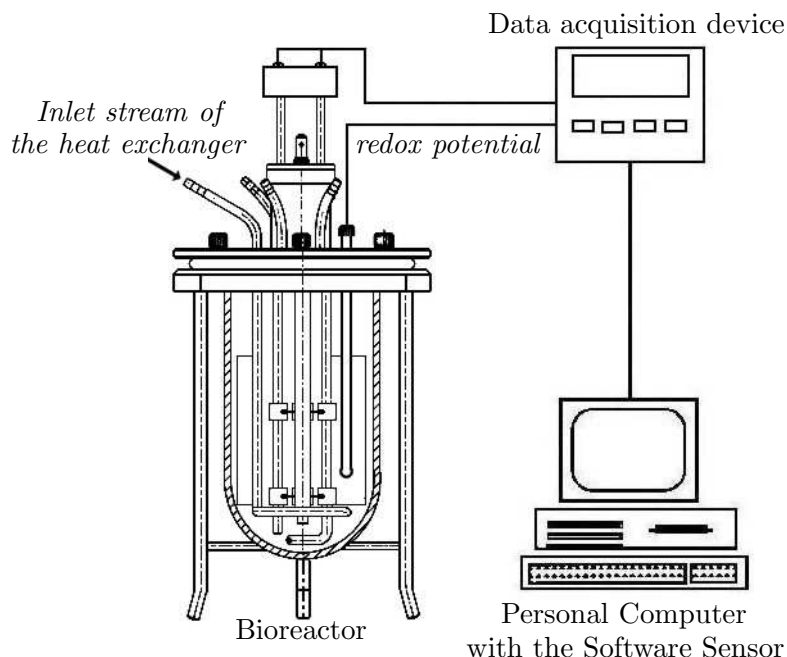 Data acquisition device
Inlet stream of
the heat exchanger
redox potential
Bioreactor
Personal Computer
with the Software Sensor